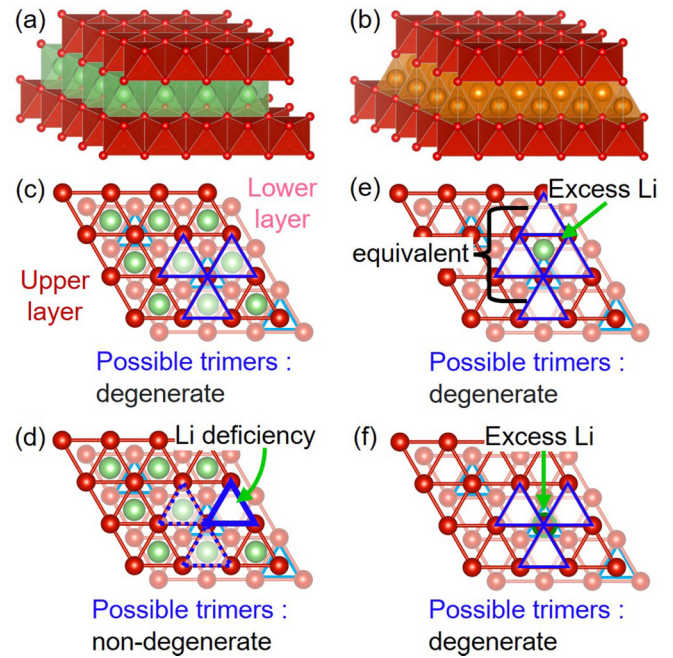 (a)
(b)
(c)
Lower
layer
Upper
layer
Possible trimers :
degenerate
(e)
Excess Li
equivalent
Possible trimers :
degenerate
(d)
Li deficiency
Possible trimers :
non-degenerate
(f)
Excess Li
Possible trimers :
degenerate